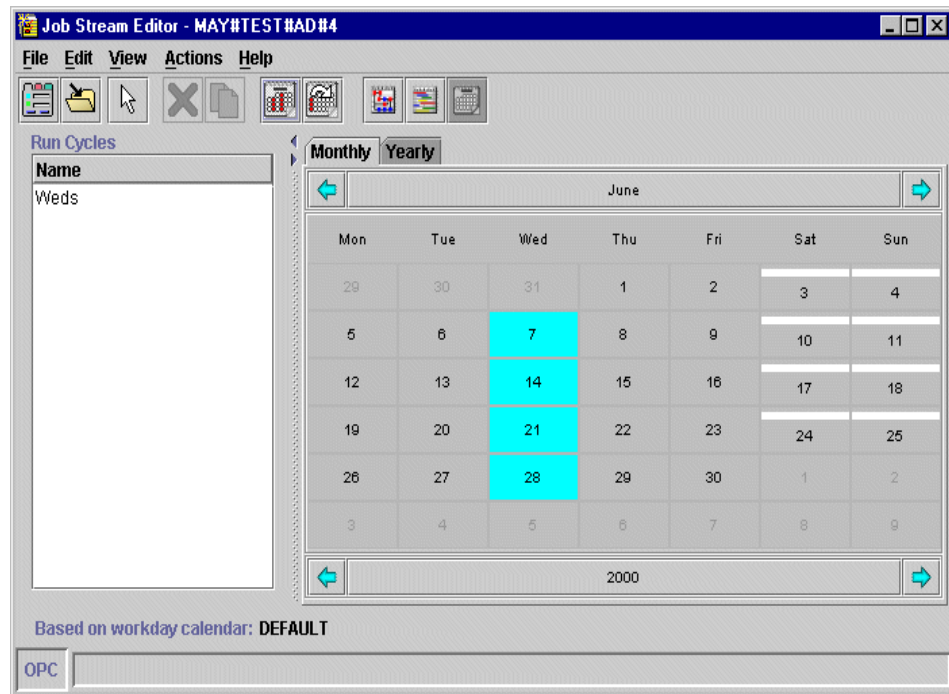 Job Stream Editor - MAY#TEST#AD#4
File Edit View Actions Help
Run Cycles
Name
Weds
Monthly Yearly
June
Mon Tue Wed Thu Fri Sat Sun
29 30 31 1 2 3 4
5 6 7 8 9 10 11
12 13 14 15 16 17 18
19 20 21 22 23 24 25
26 27 28 29 30 1 2
3 4 5 6 7 8 9
2000
Based on workday calendar: DEFAULT
OPC